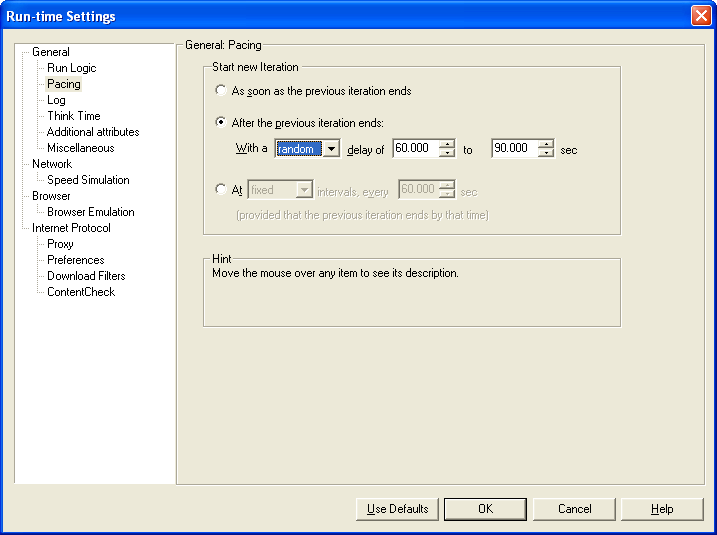 Run-time Settings
General
Run Logic
Pacing
Log
Think Time
Additional attributes
Miscellaneous
Network
Speed Simulation
Browser
Browser Emulation
Internet Protocol
Proxy
Preferences
Download Filters
ContentCheck
General: Pacing
Start new Iteration
As soon as the previous iteration ends
After the previous iteration ends:
With a random delay of 60.000 to 90.000 sec
At fixed intervals, every 60.000 sec
(provided that the previous iteration ends by that time)
Hint
Move the mouse over any item to see its description.
Use Defaults OK Cancel Help